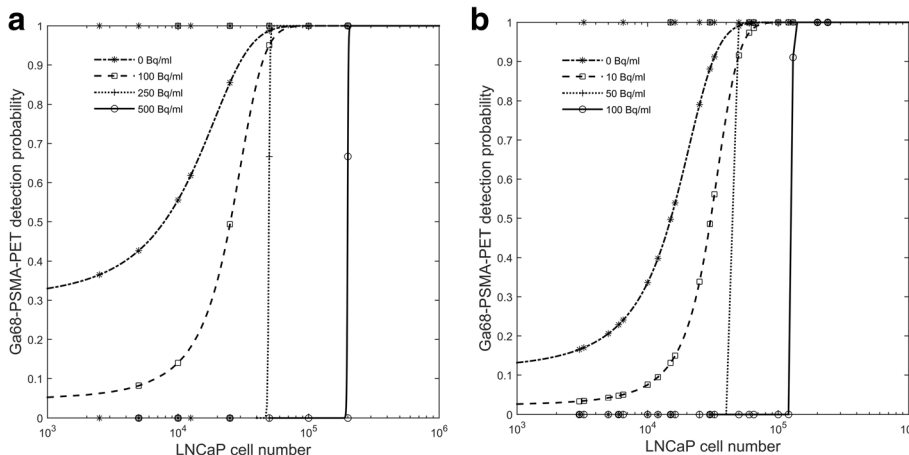 a
Ga68-PSMA-PET detection probability
1
0.9
0.8
0.7
0.6
0.5
0.4
0.3
0.2
0.1
0
0 Bq/ml
100 Bq/ml
250 Bq/ml
500 Bq/ml
10³
10⁴
10⁵
10⁶
LNCaP cell number
b
Ga68-PSMA-PET detection probability
1
0.9
0.8
0.7
0.6
0.5
0.4
0.3
0.2
0.1
0
0 Bq/ml
10 Bq/ml
50 Bq/ml
100 Bq/ml
10³
10⁴
10⁵
10⁶
LNCaP cell number